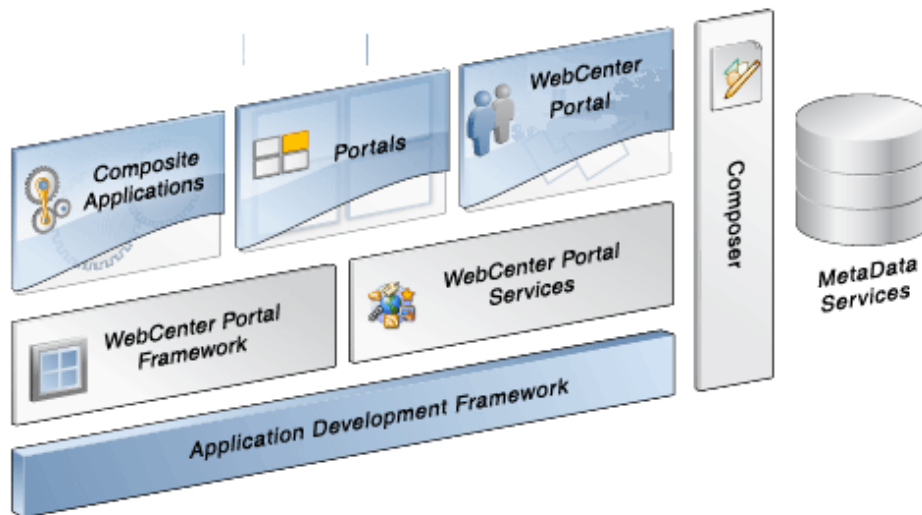 Composite
Applications
Portals
WebCenter
Portal
Composer
MetaData
Services
WebCenter Portal
Framework
WebCenter Portal
Services
Application Development Framework